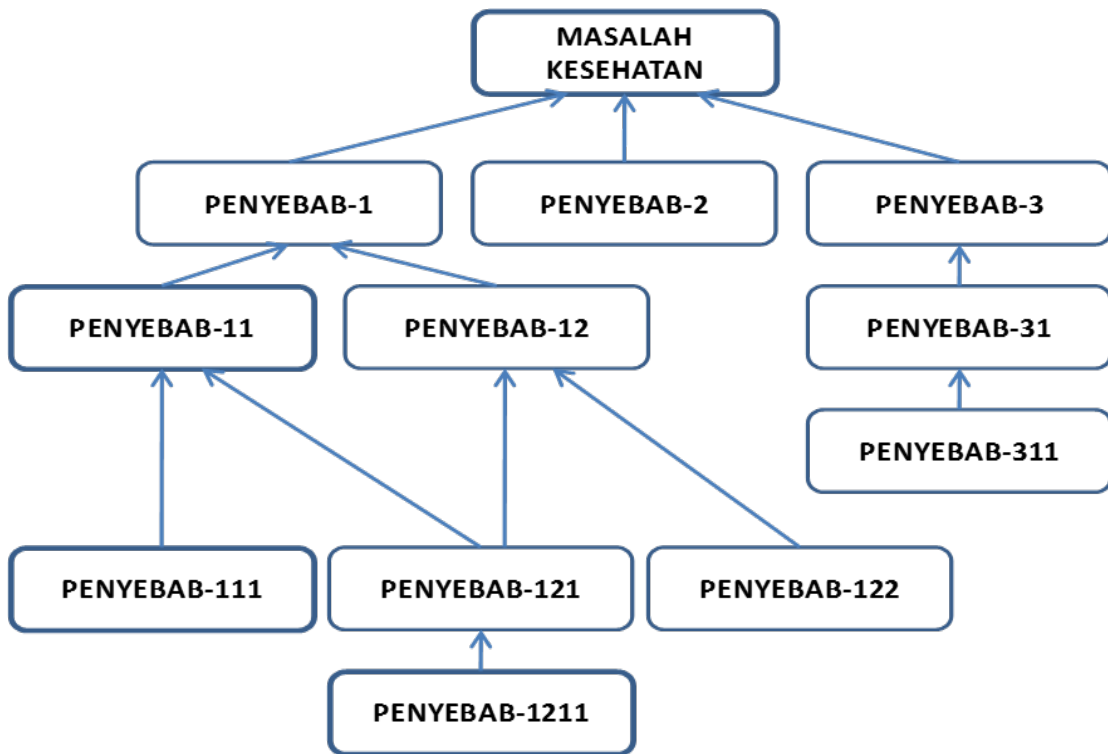 MASALAH
KESEHATAN
PENYEBAB-1
PENYEBAB-2
PENYEBAB-3
PENYEBAB-11
PENYEBAB-12
PENYEBAB-31
PENYEBAB-311
PENYEBAB-111
PENYEBAB-121
PENYEBAB-122
PENYEBAB-1211